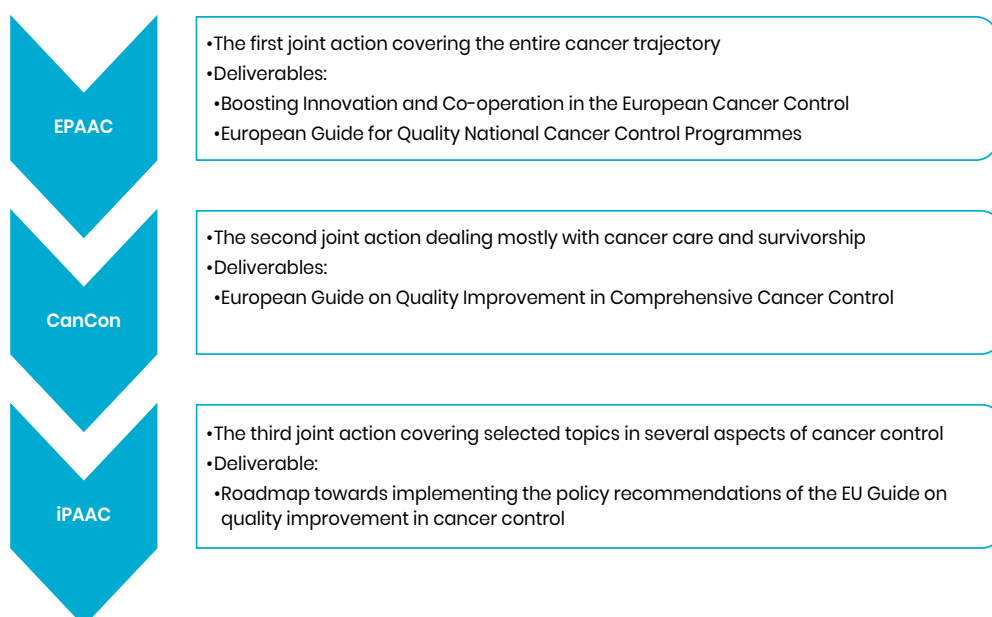 EPAAC
•The first joint action covering the entire cancer trajectory
•Deliverables:
•Boosting Innovation and Co-operation in the European Cancer Control
•European Guide for Quality National Cancer Control Programmes
CanCon
•The second joint action dealing mostly with cancer care and survivorship
•Deliverables:
•European Guide on Quality Improvement in Comprehensive Cancer Control
iPAAC
•The third joint action covering selected topics in several aspects of cancer control
•Deliverable:
•Roadmap towards implementing the policy recommendations of the EU Guide on
quality improvement in cancer control